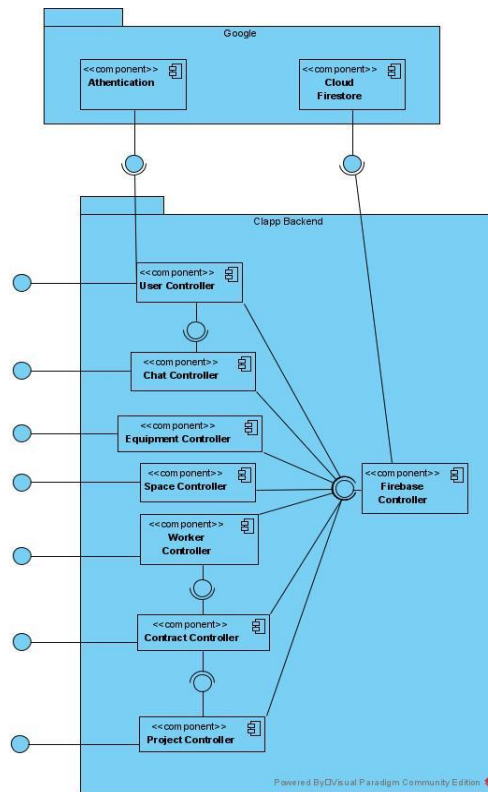 Google
<<component>>
Athentication
<<component>>
Cloud
Firestore
Clapp Backend
<<component>>
User Controller
<<component>>
Chat Controller
<<component>>
Equipment Controller
<<component>>
Space Controller
<<component>>
Firebase
Controller
<<component>>
Worker
Controller
<<component>>
Contract Controller
<<component>>
Project Controller
Powered By Visual Paradigm Community Edition